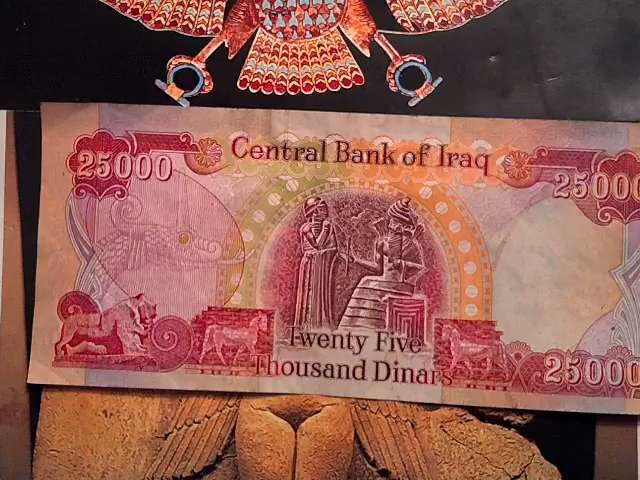 25000
Central Bank of Iraq
25000
Twenty Five
Thousand Dinars
25000